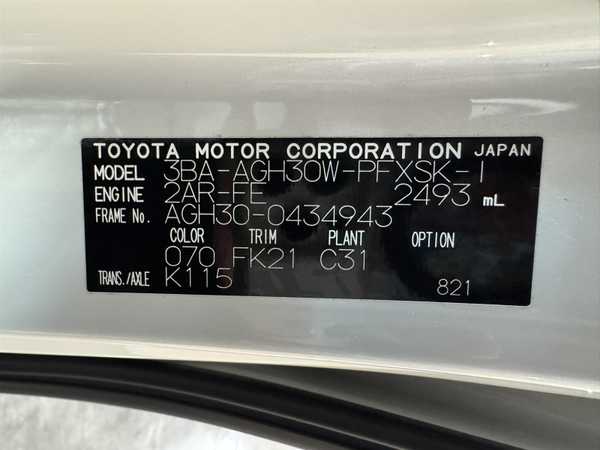 TOYOTA MOTOR CORPORATION JAPAN
MODEL 3BA-AGH30W-PFXSK-I
ENGINE 2AR-FE 2493 mL
FRAME No. AGH30-0434943
COLOR TRIM PLANT OPTION
070 FK21 C31
TRANS./AXLE K115
821